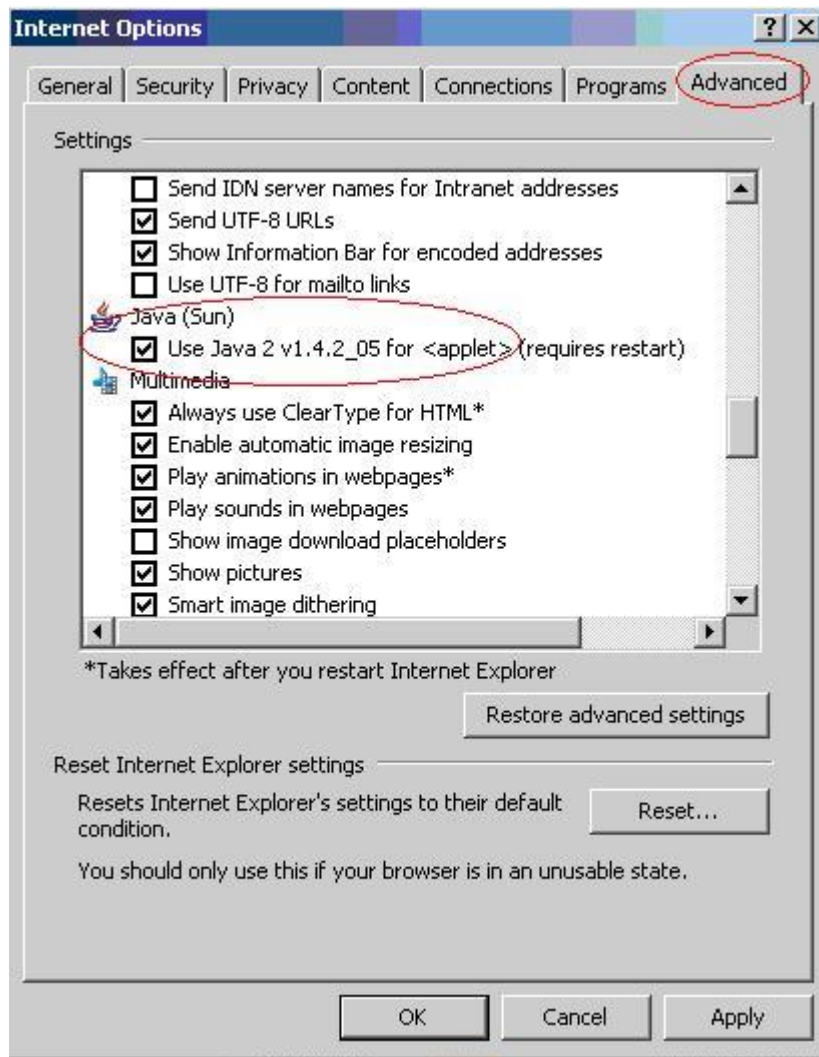 Internet Options
General Security Privacy Content Connections Programs Advanced
Settings
Send IDN server names for Intranet addresses
Send UTF-8 URLs
Show Information Bar for encoded addresses
Use UTF-8 for mailto links
Java (Sun)
Use Java 2 v1.4.2_05 for <applet> (requires restart)
Multimedia
Always use ClearType for HTML*
Enable automatic image resizing
Play animations in webpages*
Play sounds in webpages
Show image download placeholders
Show pictures
Smart image dithering
*Takes effect after you restart Internet Explorer
Restore advanced settings
Reset Internet Explorer settings
Resets Internet Explorer's settings to their default
condition.
Reset...
You should only use this if your browser is in an unusable state.
OK Cancel Apply